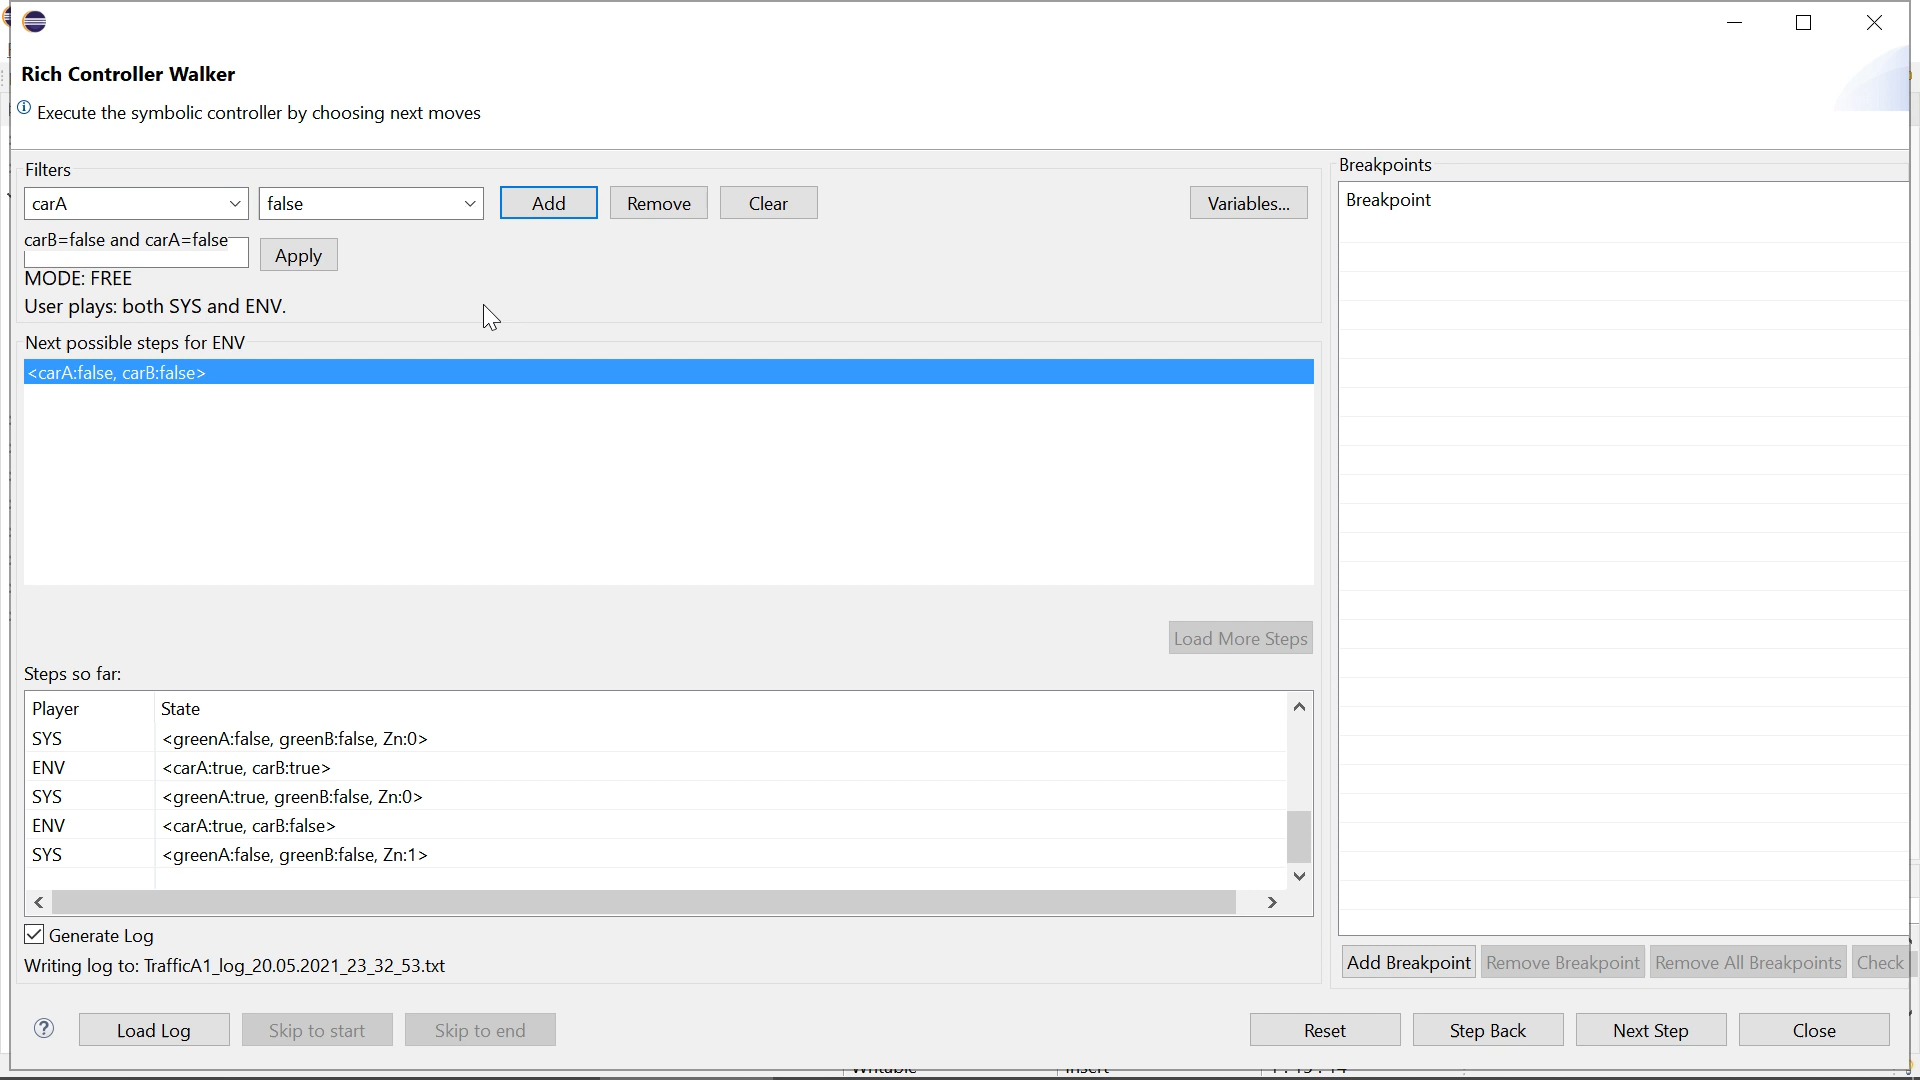 Rich Controller Walker
Execute the symbolic controller by choosing next moves
Filters
carA false Add Remove Clear Variables...
carB=false and carA=false
Apply
MODE: FREE
User plays: both SYS and ENV.
Next possible steps for ENV
<carA:false, carB:false>
Load More Steps
Steps so far:
Player State
SYS <greenA:false, greenB:false, Zn:0>
ENV <carA:true, carB:true>
SYS <greenA:true, greenB:false, Zn:0>
ENV <carA:true, carB:false>
SYS <greenA:false, greenB:false, Zn:1>
Generate Log
Writing log to: TrafficA1_log_20.05.2021_23_32_53.txt
Breakpoints
Breakpoint
Add Breakpoint Remove Breakpoint Remove All Breakpoints Check
? Load Log Skip to start Skip to end Reset Step Back Next Step Close